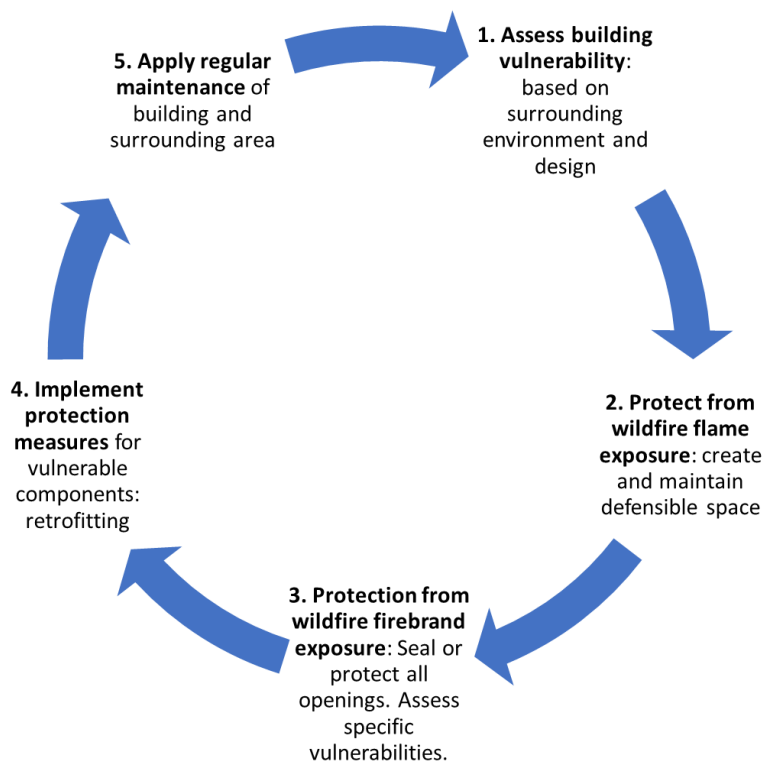 1. Assess building
vulnerability:
based on
surrounding
environment and
design
2. Protect from
wildfire flame
exposure: create
and maintain
defensible space
3. Protection from
wildfire firebrand
exposure: Seal or
protect all
openings. Assess
specific
vulnerabilities.
4. Implement
protection
measures for
vulnerable
components:
retrofitting
5. Apply regular
maintenance of
building and
surrounding area